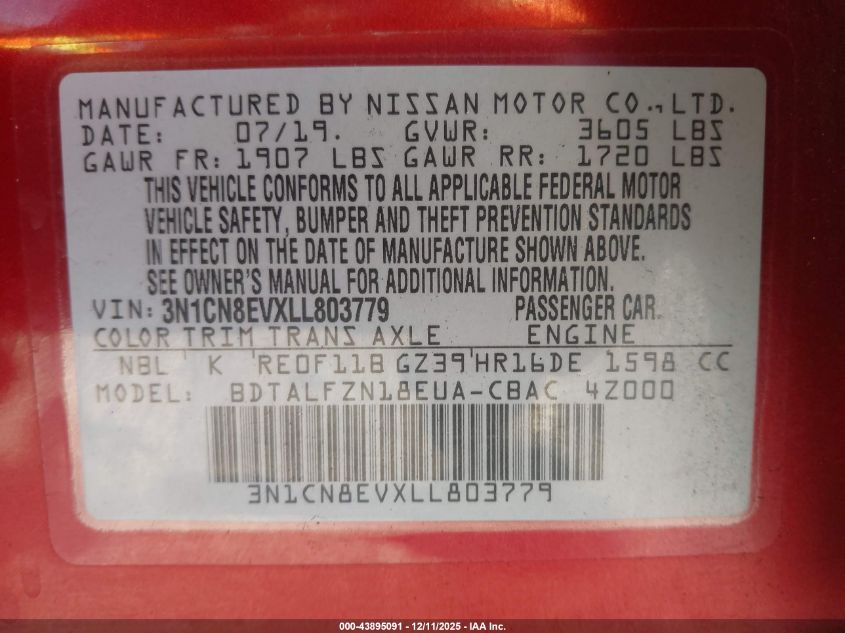 MANUFACTURED BY NISSAN MOTOR CO., LTD.
DATE: 07/19. GVWR: 3605 LBS
GAWR FR: 1907 LBS GAWR RR: 1720 LBS
THIS VEHICLE CONFORMS TO ALL APPLICABLE FEDERAL MOTOR
VEHICLE SAFETY, BUMPER AND THEFT PREVENTION STANDARDS
IN EFFECT ON THE DATE OF MANUFACTURE SHOWN ABOVE.
SEE OWNER'S MANUAL FOR ADDITIONAL INFORMATION.
VIN: 3N1CN8EVXLL803779 PASSENGER CAR.
COLOR TRIM TRANS AXLE ENGINE
NBL K RE0F11B GZ39 HR16DE 1598 CC
MODEL: BDTALFZN18EUA-CBAC 4Z000
3N1CN8EVXLL803779
000-43895091 - 12/11/2025 - IAA Inc.